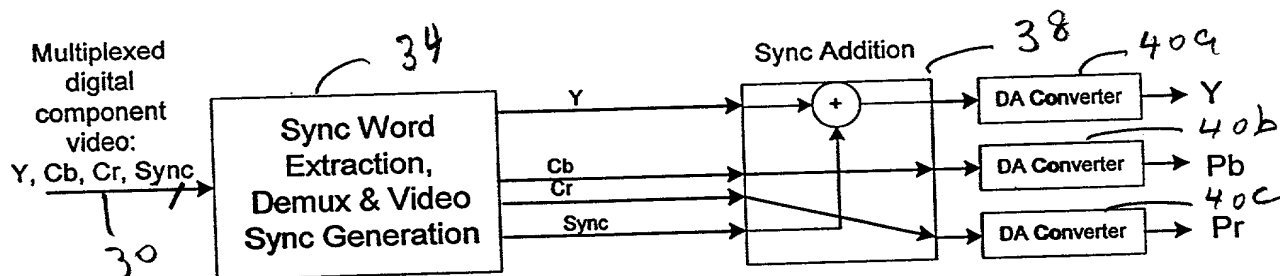 Multiplexed
digital
component
video:
Y, Cb, Cr, Sync
30
34
Sync Word
Extraction,
Demux & Video
Sync Generation
Y
Cb
Cr
Sync
Sync Addition
38
+
40a
DA Converter
Y
40b
DA Converter
Pb
40c
DA Converter
Pr